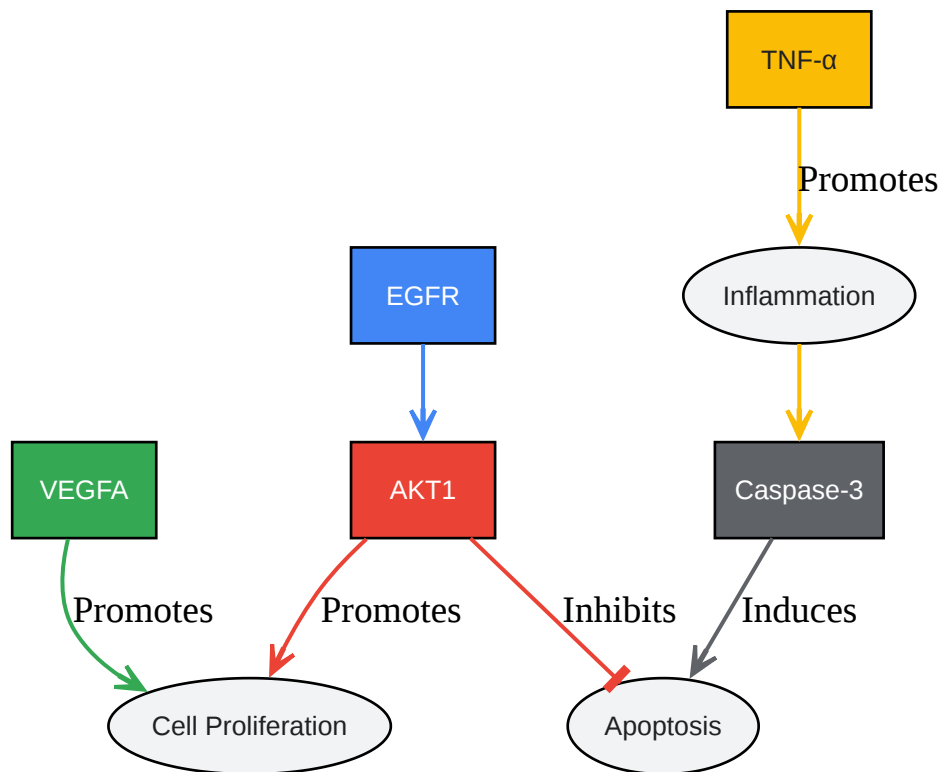 TNF-α
Promotes
EGFR
Inflammation
VEGFA
AKT1
Caspase-3
Promotes
Promotes
Inhibits
Induces
Cell Proliferation
Apoptosis